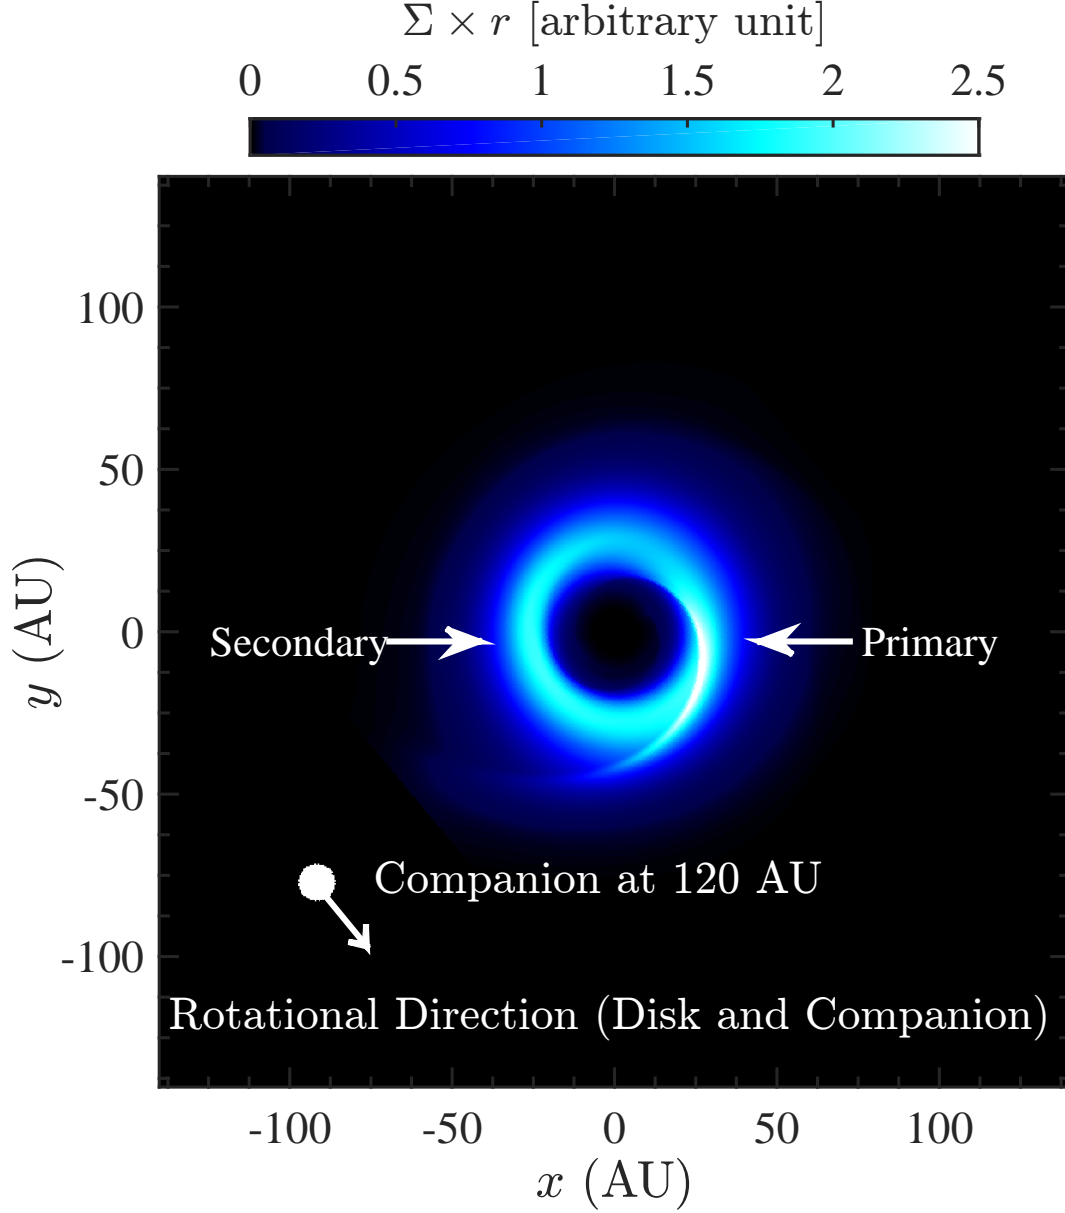 Σ × r [arbitrary unit]
0 0.5 1 1.5 2 2.5
100
50
0
-50
-100
y (AU)
Secondary
Primary
Companion at 120 AU
Rotational Direction (Disk and Companion)
-100 -50 0 50 100
x (AU)